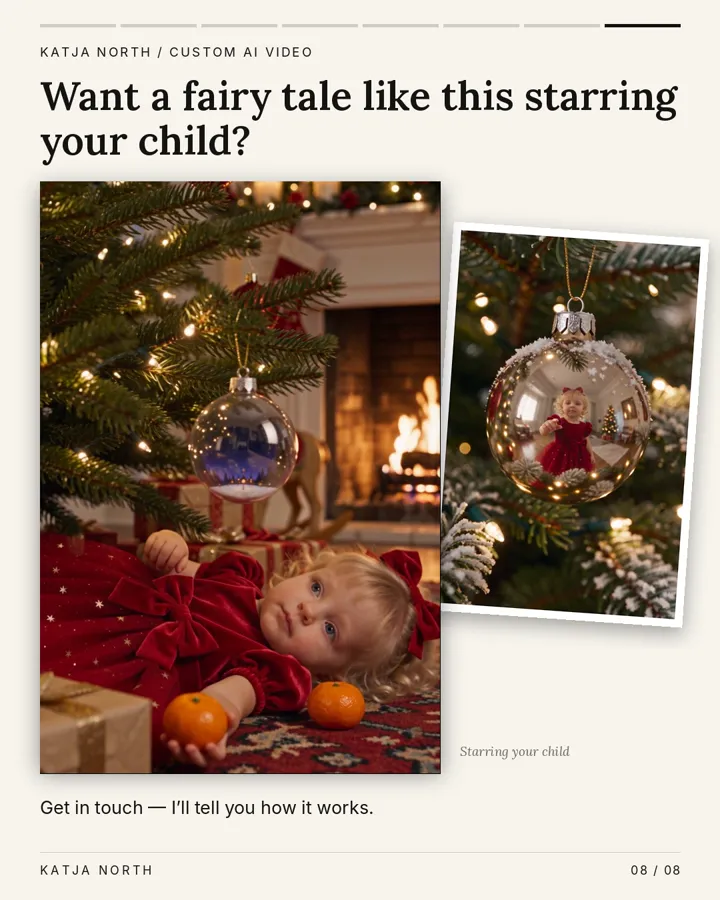 KATJA NORTH / CUSTOM AI VIDEO
Want a fairy tale like this starring
your child?
Starring your child
Get in touch — I’ll tell you how it works.
KATJA NORTH
08 / 08